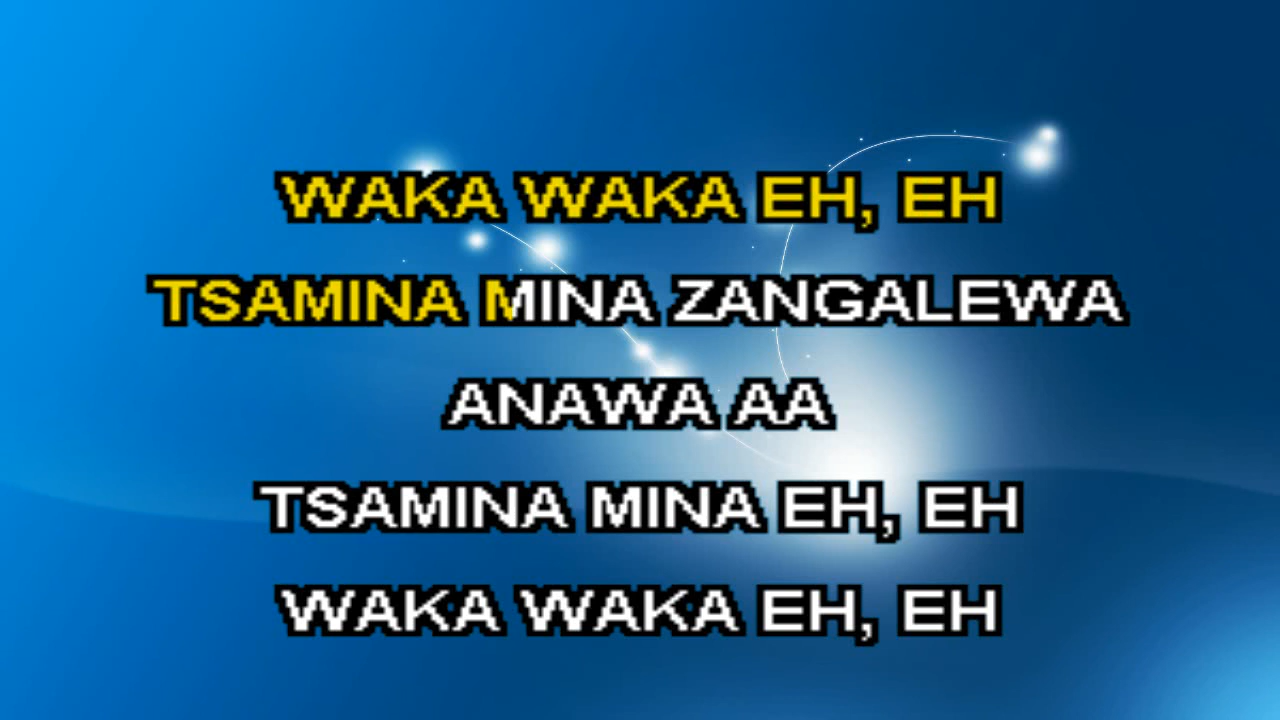 WAKA WAKA EH, EH
TSAMINA MINA ZANGALEWA
ANAWA AA
TSAMINA MINA EH, EH
WAKA WAKA EH, EH